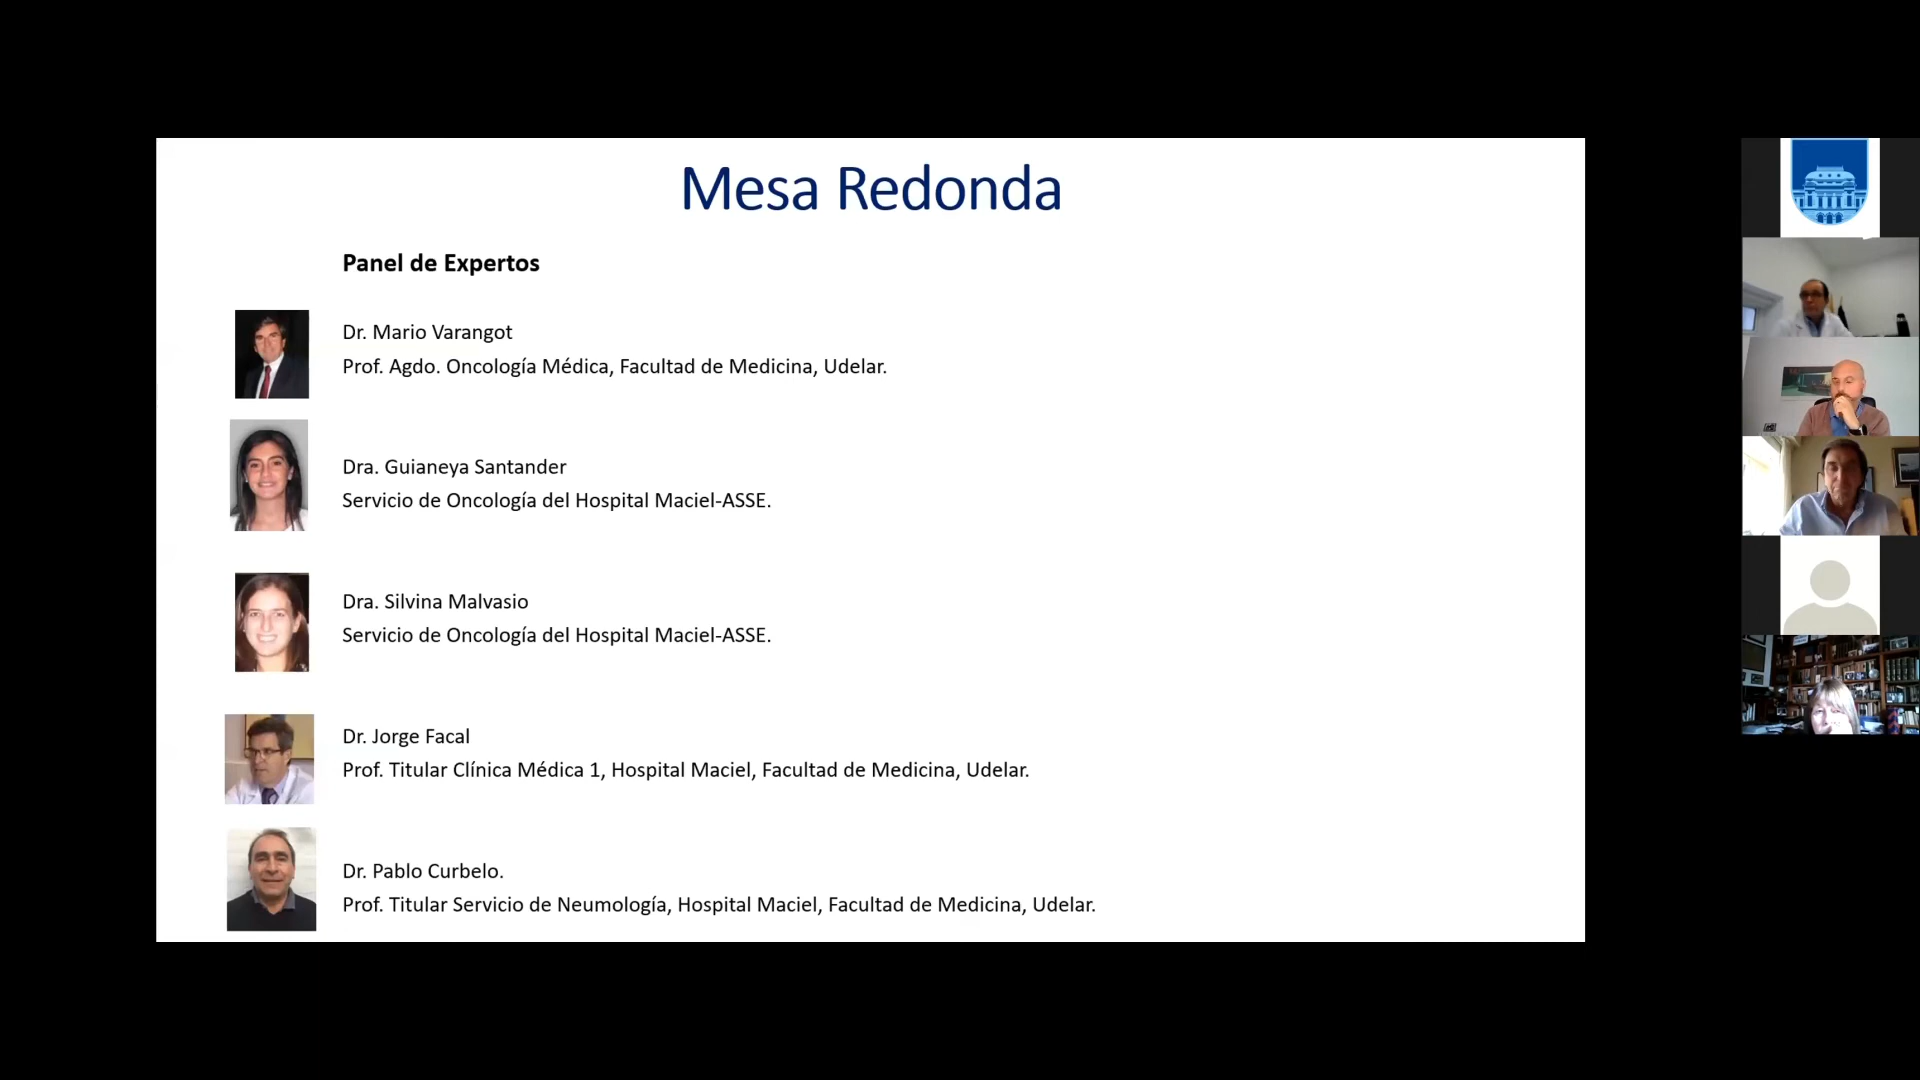 Mesa Redonda
Panel de Expertos
Dr. Mario Varangot
Prof. Agdo. Oncología Médica, Facultad de Medicina, Udelar.
Dra. Guianeya Santander
Servicio de Oncología del Hospital Maciel-ASSE.
Dra. Silvina Malvasio
Servicio de Oncología del Hospital Maciel-ASSE.
Dr. Jorge Facal
Prof. Titular Clínica Médica 1, Hospital Maciel, Facultad de Medicina, Udelar.
Dr. Pablo Curbelo.
Prof. Titular Servicio de Neumología, Hospital Maciel, Facultad de Medicina, Udelar.